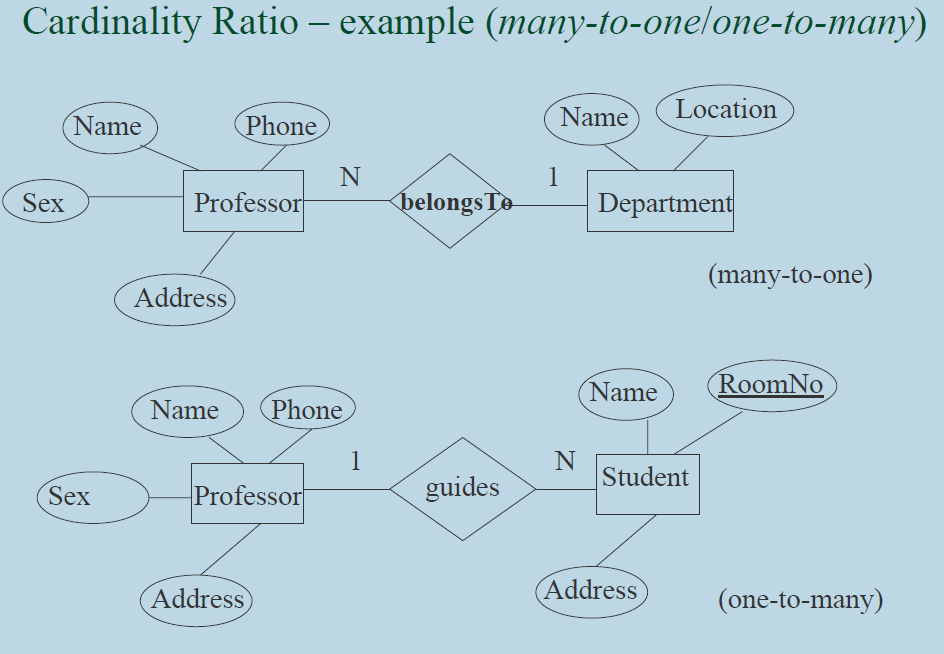 Cardinality Ratio – example (many-to-one/one-to-many)
Name
Phone
Name
Location
Sex
Professor
N
belongsTo
1
Department
Address
(many-to-one)
Name
Phone
Name
RoomNo
Sex
Professor
1
guides
N
Student
Address
Address
(one-to-many)